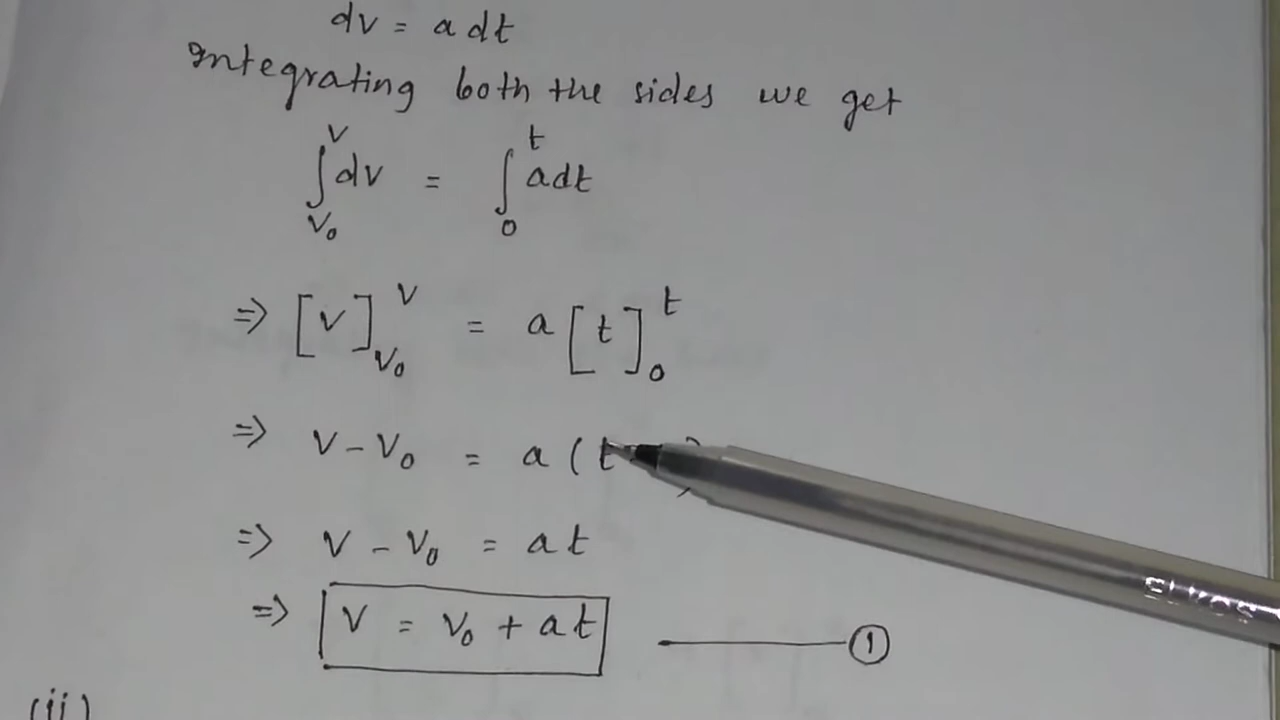 dv = a dt
Integrating both the sides we get
∫_{V₀}^{V} dv = ∫_{0}^{t} a dt
⇒ [v]_{V₀}^{V} = a [t]_{0}^{t}
⇒ V - V₀ = a (t )
⇒ V - V₀ = at
⇒ V = V₀ + at ——— ①
(ii)